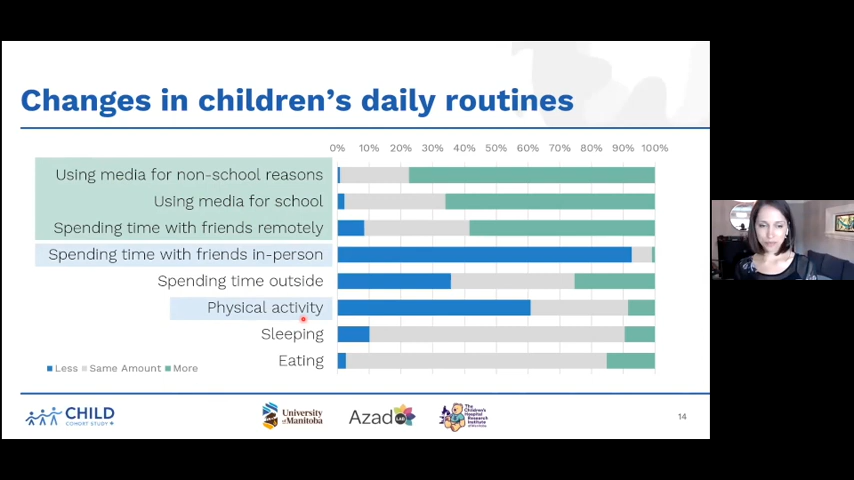 Changes in children's daily routines
0% 10% 20% 30% 40% 50% 60% 70% 80% 90% 100%
Using media for non-school reasons
Using media for school
Spending time with friends remotely
Spending time with friends in-person
Spending time outside
Physical activity
Sleeping
Eating
Less Same Amount More
CHILD
COHORT STUDY
University
of Manitoba
Azad LAB
The
Children's
Hospital
Research
Institute
14